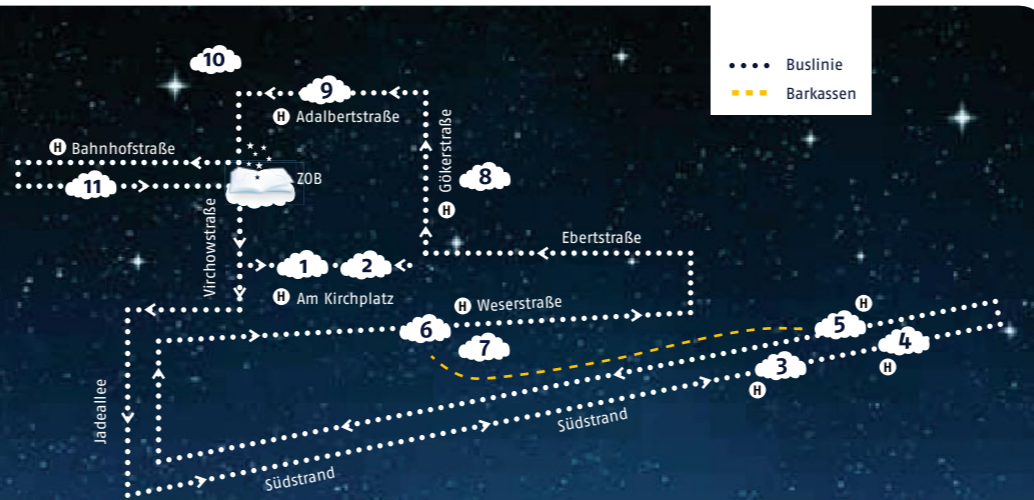 Buslinie
Barkassen
10
9
H Adalbertstraße
H Bahnhofstraße
11
ZOB
Gökerstraße
H
8
Virchowstraße
1
2
H Am Kirchplatz
Ebertstraße
H Weserstraße
6
7
H
5
4
H
3
H
Jadeallee
Südstrand
Südstrand